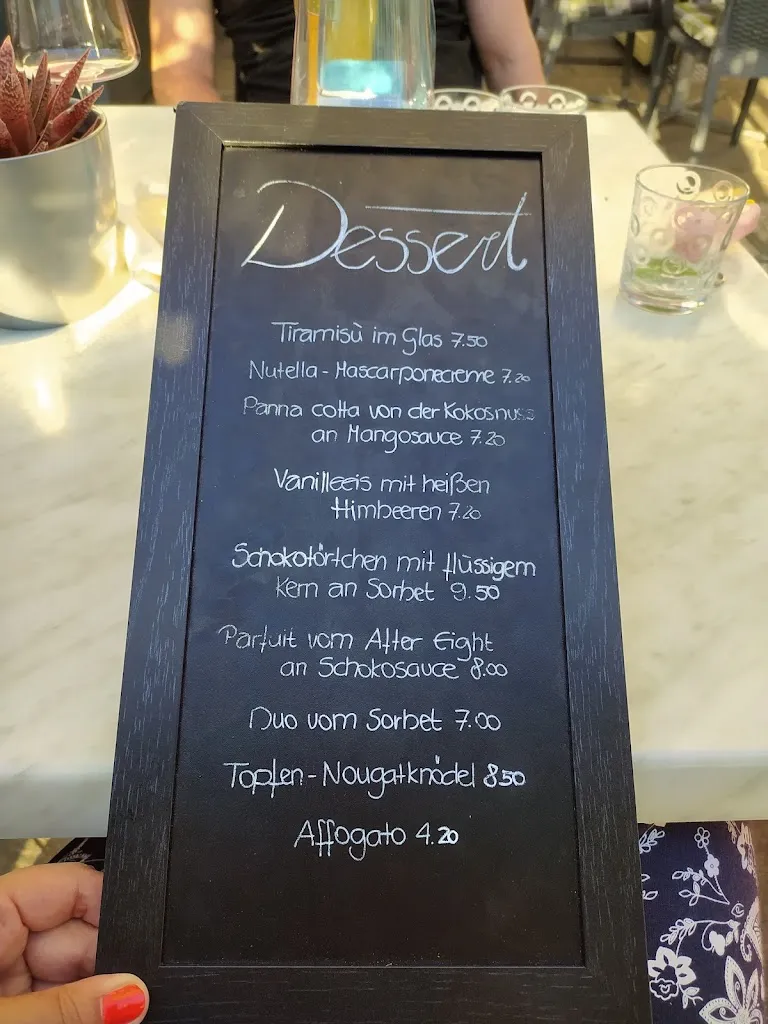 Dessert
Tiramisù im Glas 7.50
Nutella - Mascarponecreme 7.20
Panna cotta von der Kokosnuss
an Mangosauce 7.20
Vanilleeis mit heißen
Himbeeren 7.20
Schokotörtchen mit flüssigem
Kern an Sorbet 9.50
Parfuit vom After Eight
an Schokosauce 8.00
Duo vom Sorbet 7.00
Topfen - Nougatknödel 8.50
Affogato 4.20